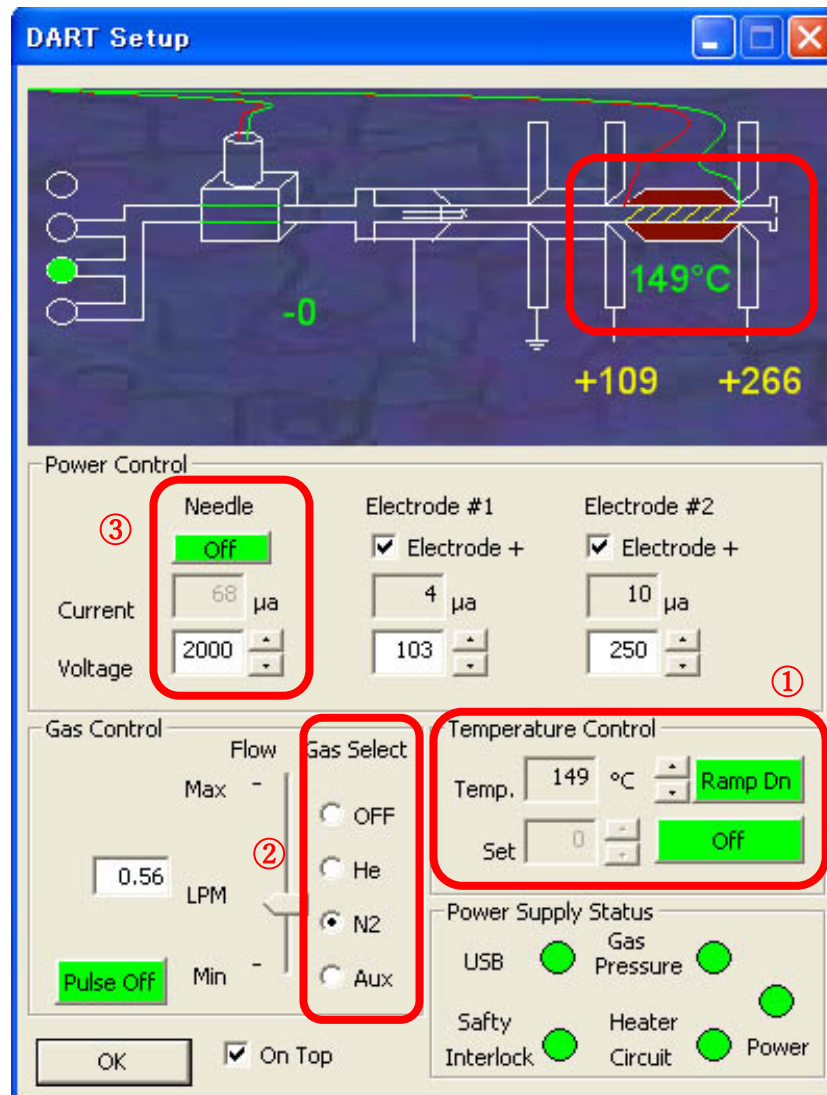 DART Setup
149°C
-0
+109 +266
Power Control
③ Needle Electrode #1 Electrode #2
Off Electrode + Electrode +
Current 68 µa 4 µa 10 µa
Voltage 2000 103 250
①
Gas Control
Flow Gas Select
Max
OFF
② He
0.56 LPM
N2
Pulse Off Min Aux
Temperature Control
Temp. 149 °C Ramp Dn
Set 0 Off
Power Supply Status
USB Gas Pressure
Safty Interlock Heater Circuit Power
OK On Top